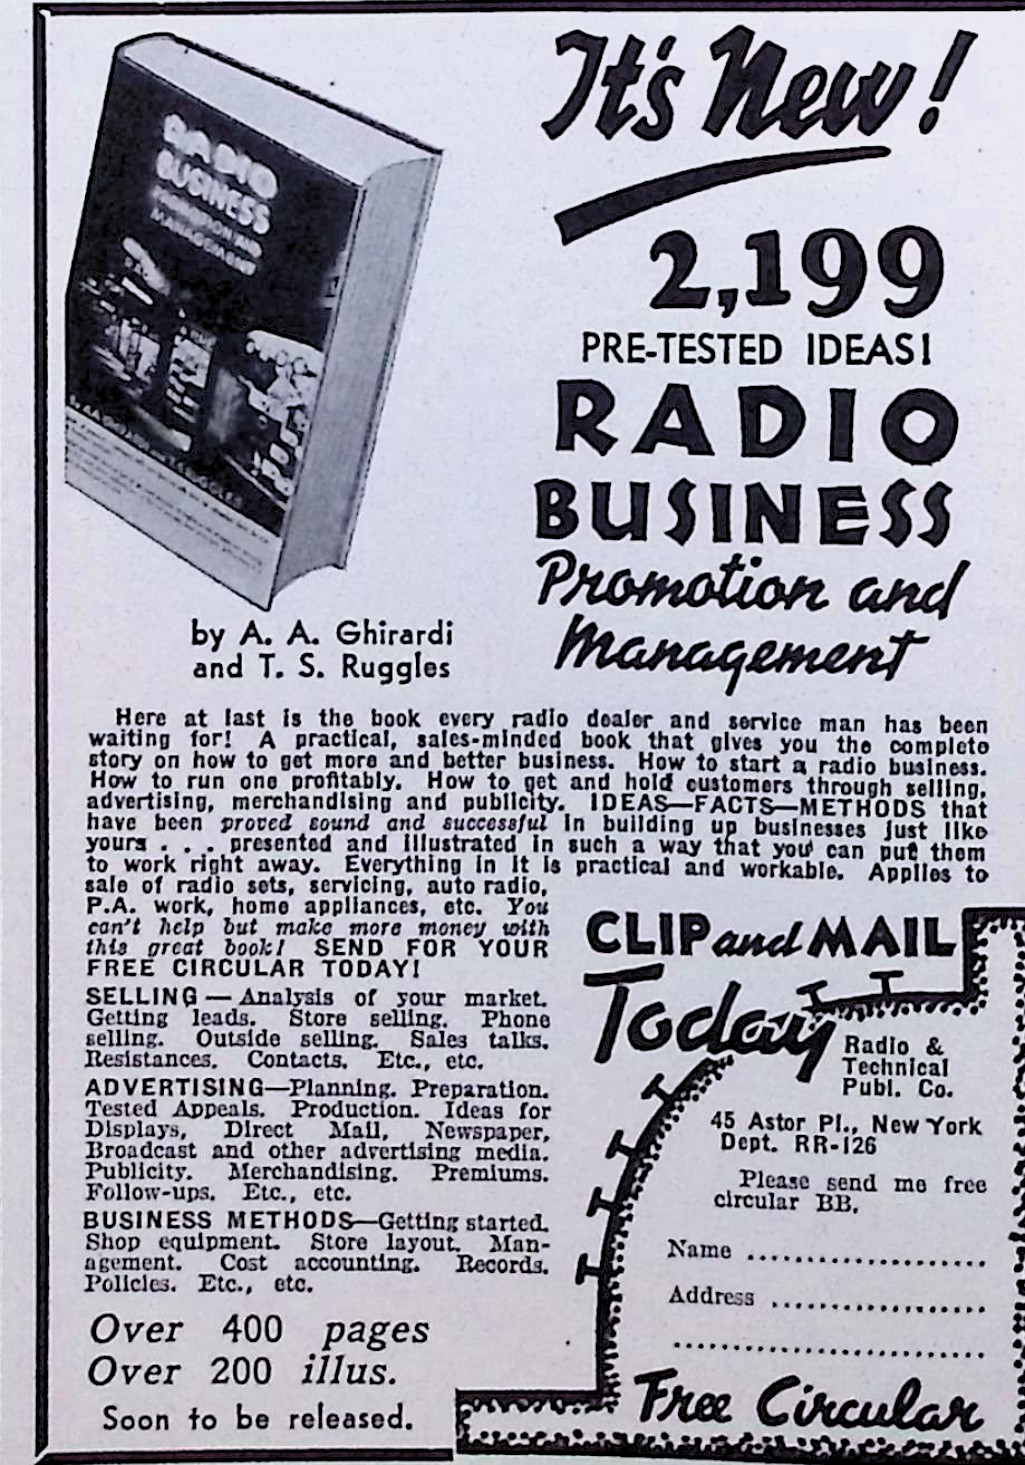 RADIO
BUSINESS
PROMOTION AND
MANAGEMENT
It's New!
2,199
PRE-TESTED IDEAS!
RADIO
BUSINESS
Promotion and
Management
by A. A. Ghirardi
and T. S. Ruggles
Here at last is the book every radio dealer and service man has been
waiting for! A practical, sales-minded book that gives you the complete
story on how to get more and better business. How to start a radio business.
How to run one profitably. How to get and hold customers through selling,
advertising, merchandising and publicity. IDEAS—FACTS—METHODS that
have been proved sound and successful in building up businesses just like
yours . . . presented and illustrated in such a way that you can put them
to work right away. Everything in it is practical and workable. Applies to
sale of radio sets, servicing, auto radio,
P.A. work, home appliances, etc. You
can't help but make more money with
this great book! SEND FOR YOUR
FREE CIRCULAR TODAY!
SELLING — Analysis of your market.
Getting leads. Store selling. Phone
selling. Outside selling. Sales talks.
Resistances. Contacts. Etc., etc.
ADVERTISING—Planning. Preparation.
Tested Appeals. Production. Ideas for
Displays, Direct Mail, Newspaper,
Broadcast and other advertising media.
Publicity. Merchandising. Premiums.
Follow-ups. Etc., etc.
BUSINESS METHODS—Getting started.
Shop equipment. Store layout. Man-
agement. Cost accounting. Records.
Policies. Etc., etc.
Over 400 pages
Over 200 illus.
Soon to be released.
CLIP and MAIL
Today
Radio &
Technical
Publ. Co.
45 Astor Pl., New York
Dept. RR-126
Please send me free
circular BB.
Name ......................
Address ...................
.............................
Free Circular